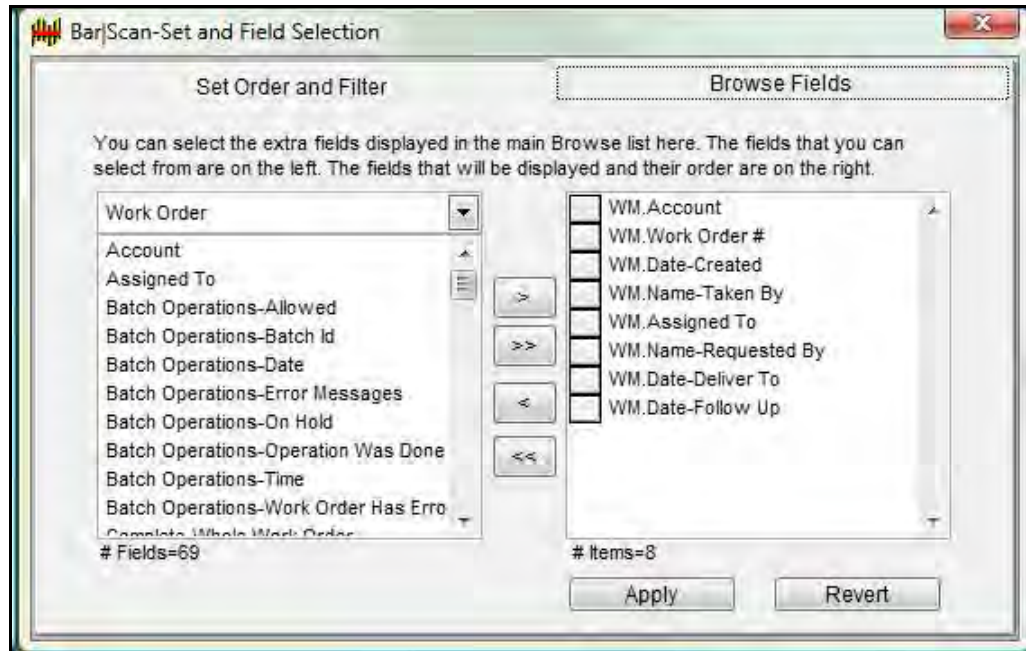 Bar|Scan-Set and Field Selection
Set Order and Filter
Browse Fields
You can select the extra fields displayed in the main Browse list here. The fields that you can
select from are on the left. The fields that will be displayed and their order are on the right.
Work Order
Account
Assigned To
Batch Operations-Allowed
Batch Operations-Batch Id
Batch Operations-Date
Batch Operations-Error Messages
Batch Operations-On Hold
Batch Operations-Operation Was Done
Batch Operations-Time
Batch Operations-Work Order Has Erro
Complete Whole Work Order
# Fields=69
>
>>
<
<<
WM.Account
WM.Work Order #
WM.Date-Created
WM.Name-Taken By
WM.Assigned To
WM.Name-Requested By
WM.Date-Deliver To
WM.Date-Follow Up
# Items=8
Apply
Revert